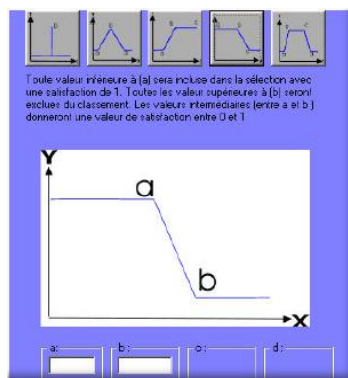 Toute valeur inférieure à (a) sera incluse dans la sélection avec
une satisfaction de 1. Toutes les valeur supérieures à (b) seront
exclues du classement. Les valeurs intermédiaires (entre a et b)
donneront une valeur de satisfaction entre 0 et 1
Y
a
b
X
a: b: c: d: